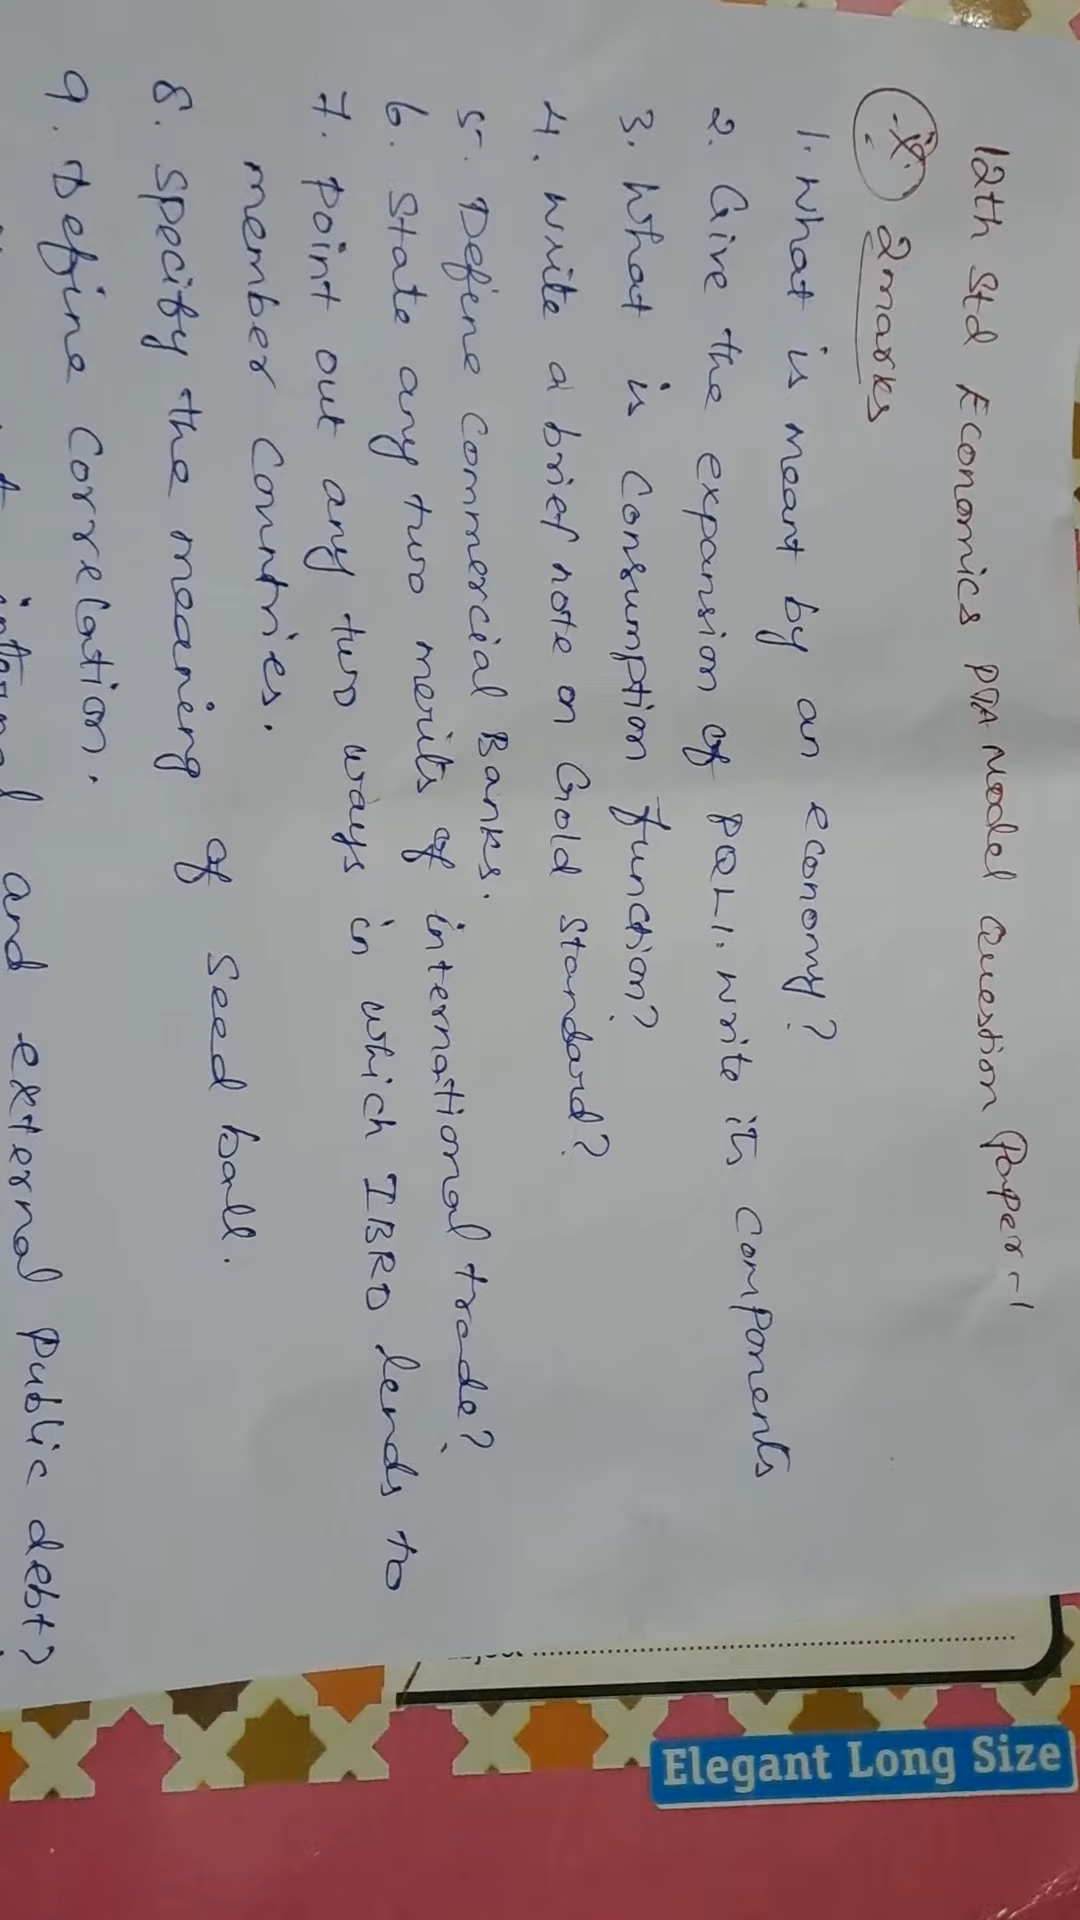 12th Std Economics PTA Model Question Paper-1
2marks
1. What is meant by an economy?
2. Give the expansion of PQLI. write its components
3. What is Consumption function?
4. Write a brief note on Gold Standard?
5. Define Commercial Banks.
6. State any two merits of international trade?
7. Point out any two ways in which IBRD lends to
member Countries.
8. Specify the meaning of Seed ball.
9. Define Correlation.
internal and external Public debt?
Elegant Long Size